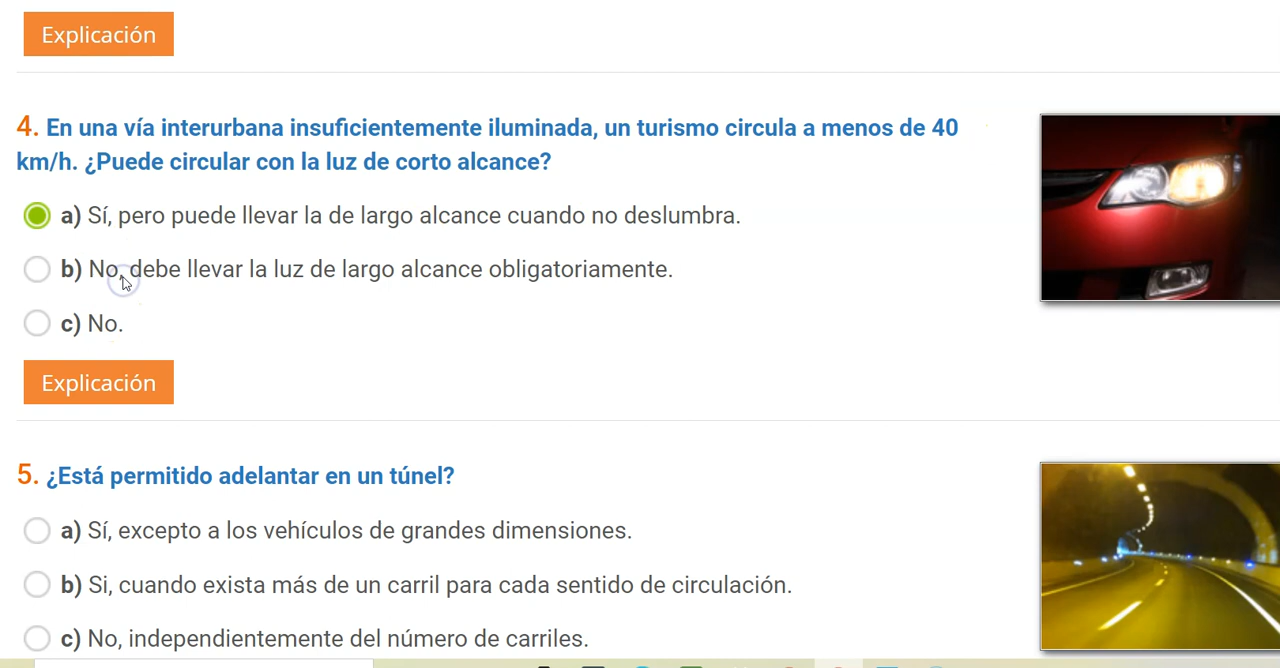 Explicación
4. En una vía interurbana insuficientemente iluminada, un turismo circula a menos de 40
km/h. ¿Puede circular con la luz de corto alcance?
a) Sí, pero puede llevar la de largo alcance cuando no deslumbra.
b) No, debe llevar la luz de largo alcance obligatoriamente.
c) No.
Explicación
5. ¿Está permitido adelantar en un túnel?
a) Sí, excepto a los vehículos de grandes dimensiones.
b) Si, cuando exista más de un carril para cada sentido de circulación.
c) No, independientemente del número de carriles.